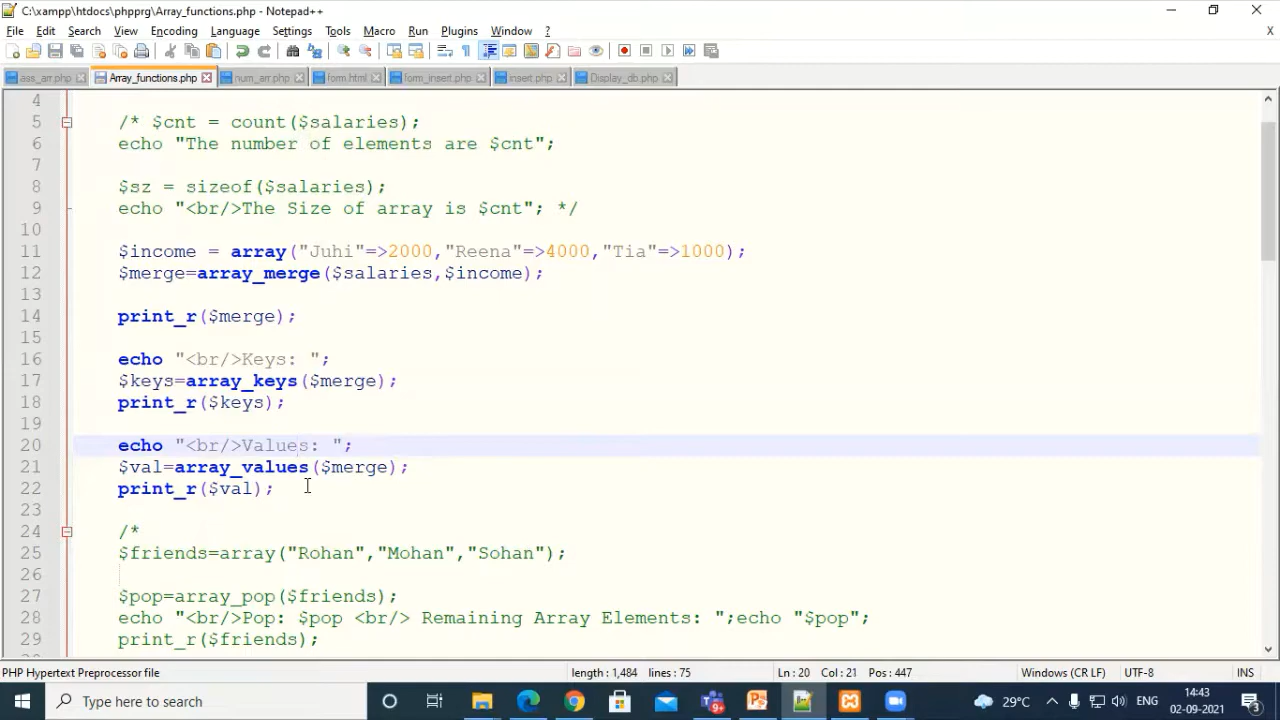 C:\xampp\htdocs\phpprg\Array_functions.php - Notepad++
File Edit Search View Encoding Language Settings Tools Macro Run Plugins Window ? X
ass_arr.php Array_functions.php num_arr.php form.html form_insert.php insert.php Display_db.php
4
5 /* $cnt = count($salaries);
6 echo "The number of elements are $cnt";
7
8 $sz = sizeof($salaries);
9 echo "<br/>The Size of array is $cnt"; */
10
11 $income = array("Juhi"=>2000,"Reena"=>4000,"Tia"=>1000);
12 $merge=array_merge($salaries,$income);
13
14 print_r($merge);
15
16 echo "<br/>Keys: ";
17 $keys=array_keys($merge);
18 print_r($keys);
19
20 echo "<br/>Values: ";
21 $val=array_values($merge);
22 print_r($val);
23
24 /*
25 $friends=array("Rohan","Mohan","Sohan");
26
27 $pop=array_pop($friends);
28 echo "<br/>Pop: $pop <br/> Remaining Array Elements: ";echo "$pop";
29 print_r($friends);
PHP Hypertext Preprocessor file length : 1,484 lines : 75 Ln : 20 Col : 21 Pos : 447 Windows (CR LF) UTF-8 INS
Type here to search 9+ 29°C ENG 14:43
02-09-2021 3